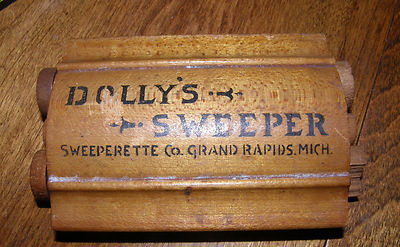 DOLLY'S
SWEEPER
SWEEPERETTE CO. GRAND RAPIDS. MICH.